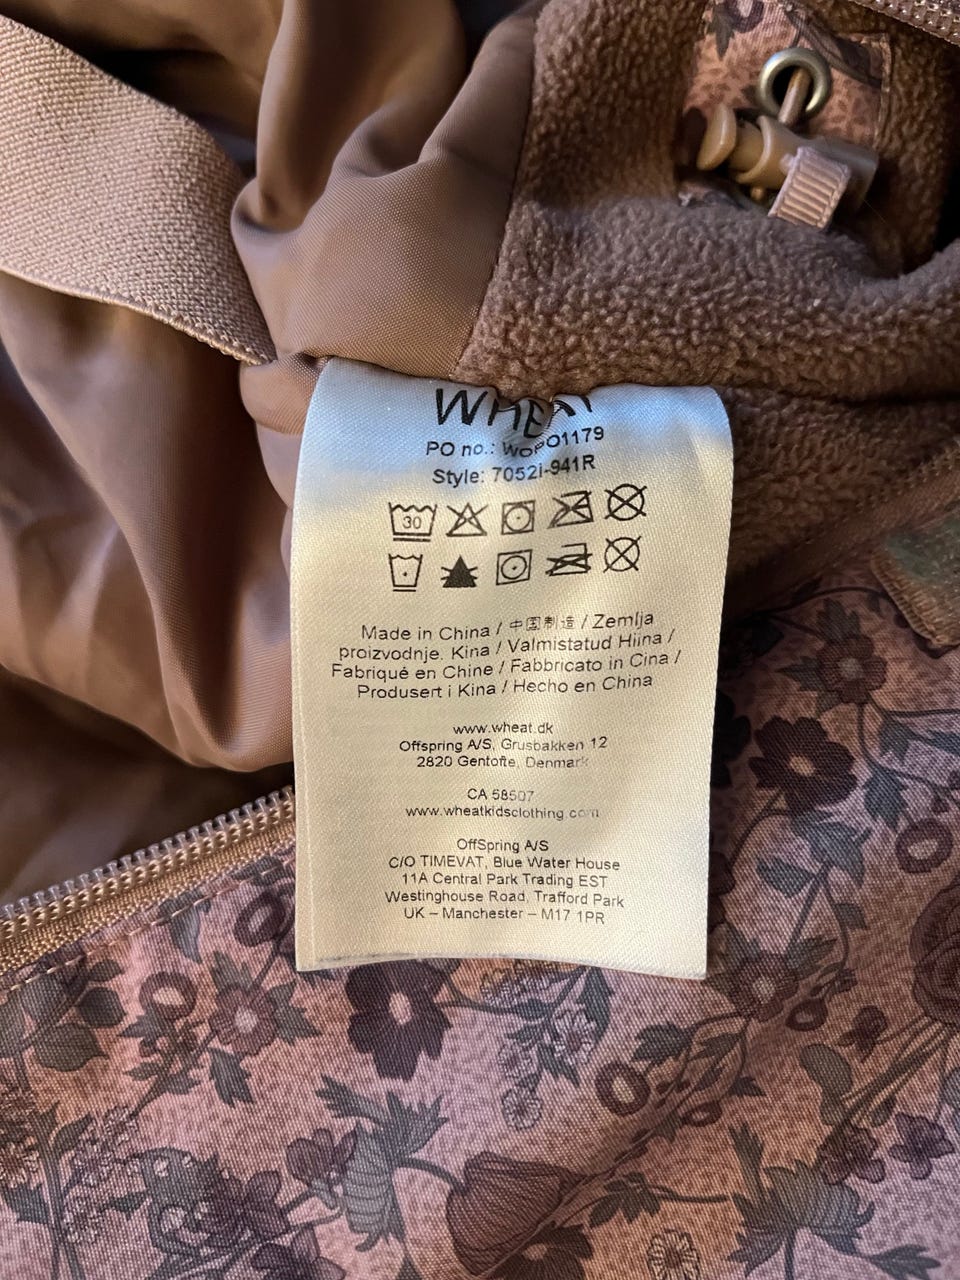 WHEAT
PO no.: WOPO1179
Style: 7052i-941R
30
Made in China / 中国制造 / Zemlja
proizvodnje. Kina / Valmistatud Hiina /
Fabriqué en Chine / Fabbricato in Cina /
Produsert i Kina / Hecho en China
www.wheat.dk
Offspring A/S, Grusbakken 12
2820 Gentofte, Denmark
CA 58507
www.wheatkidsclothing.com
OffSpring A/S
C/O TIMEVAT, Blue Water House
11A Central Park Trading EST
Westinghouse Road, Trafford Park
UK – Manchester – M17 1PR